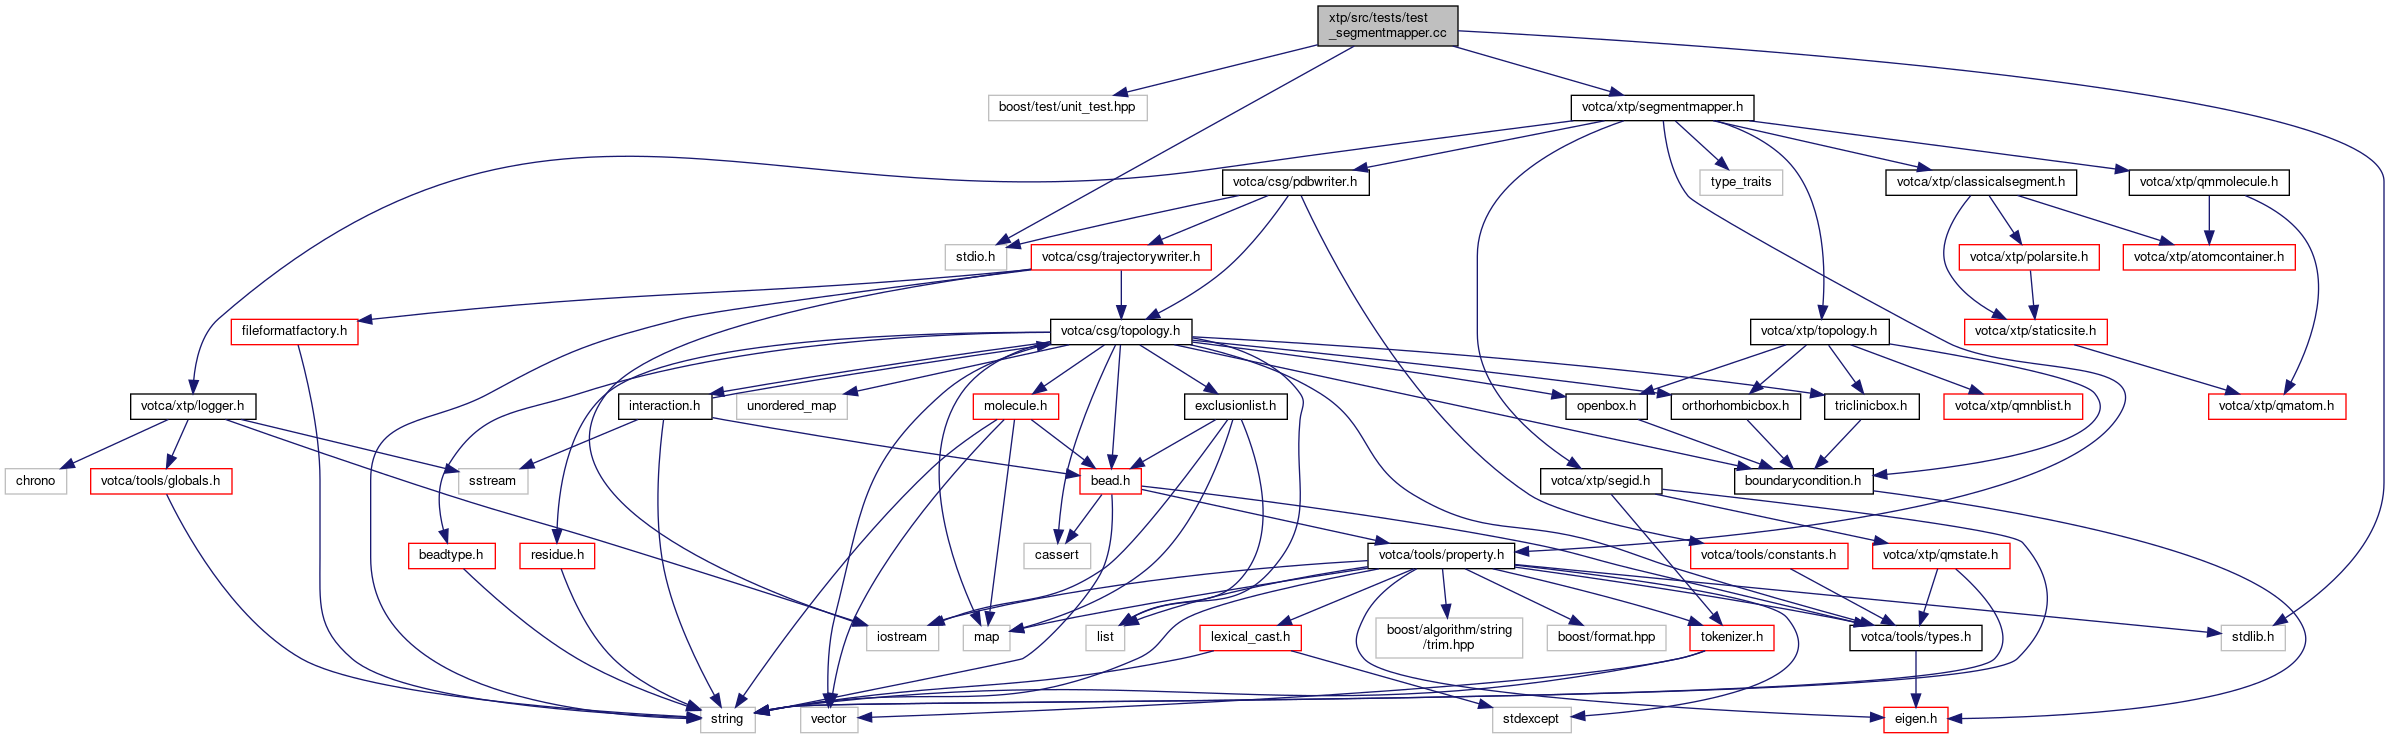 xtp/src/tests/test
_segmentmapper.cc
boost/test/unit_test.hpp
votca/xtp/segmentmapper.h
votca/csg/pdbwriter.h
type_traits
votca/xtp/classicalsegment.h
votca/xtp/qmmolecule.h
stdio.h
votca/csg/trajectorywriter.h
votca/xtp/polarsite.h
votca/xtp/atomcontainer.h
fileformatfactory.h
votca/csg/topology.h
votca/xtp/topology.h
votca/xtp/staticsite.h
votca/xtp/logger.h
interaction.h
unordered_map
molecule.h
exclusionlist.h
openbox.h
orthorhombicbox.h
triclinicbox.h
votca/xtp/qmnblist.h
votca/xtp/qmatom.h
chrono
votca/tools/globals.h
sstream
bead.h
votca/xtp/segid.h
boundarycondition.h
beadtype.h
residue.h
cassert
votca/tools/property.h
votca/tools/constants.h
votca/xtp/qmstate.h
iostream
map
list
lexical_cast.h
boost/algorithm/string
/trim.hpp
boost/format.hpp
tokenizer.h
votca/tools/types.h
stdlib.h
string
vector
stdexcept
eigen.h